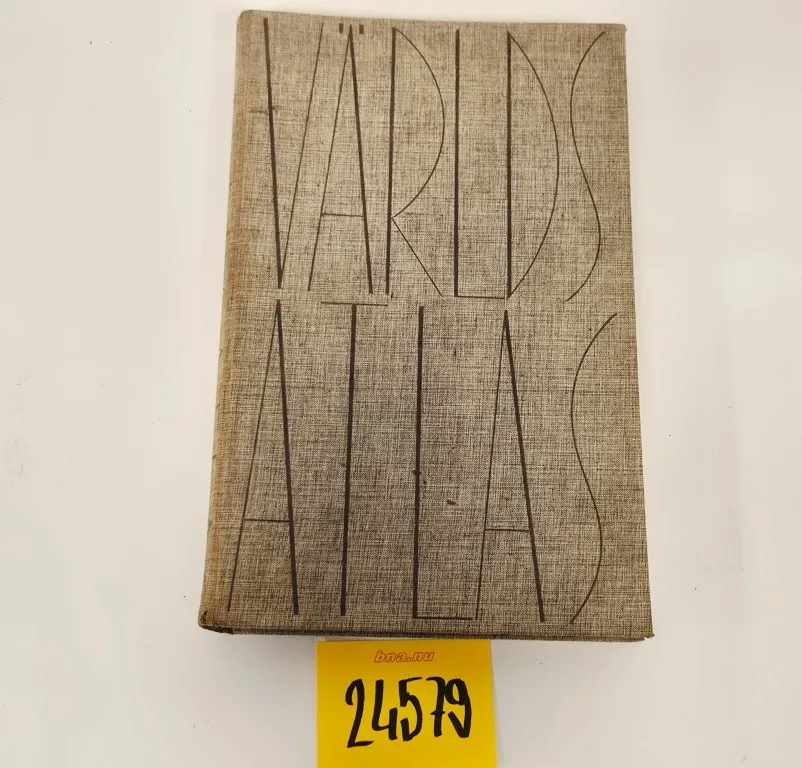 VÄRLDS
ATLAS
bna.nu
24579